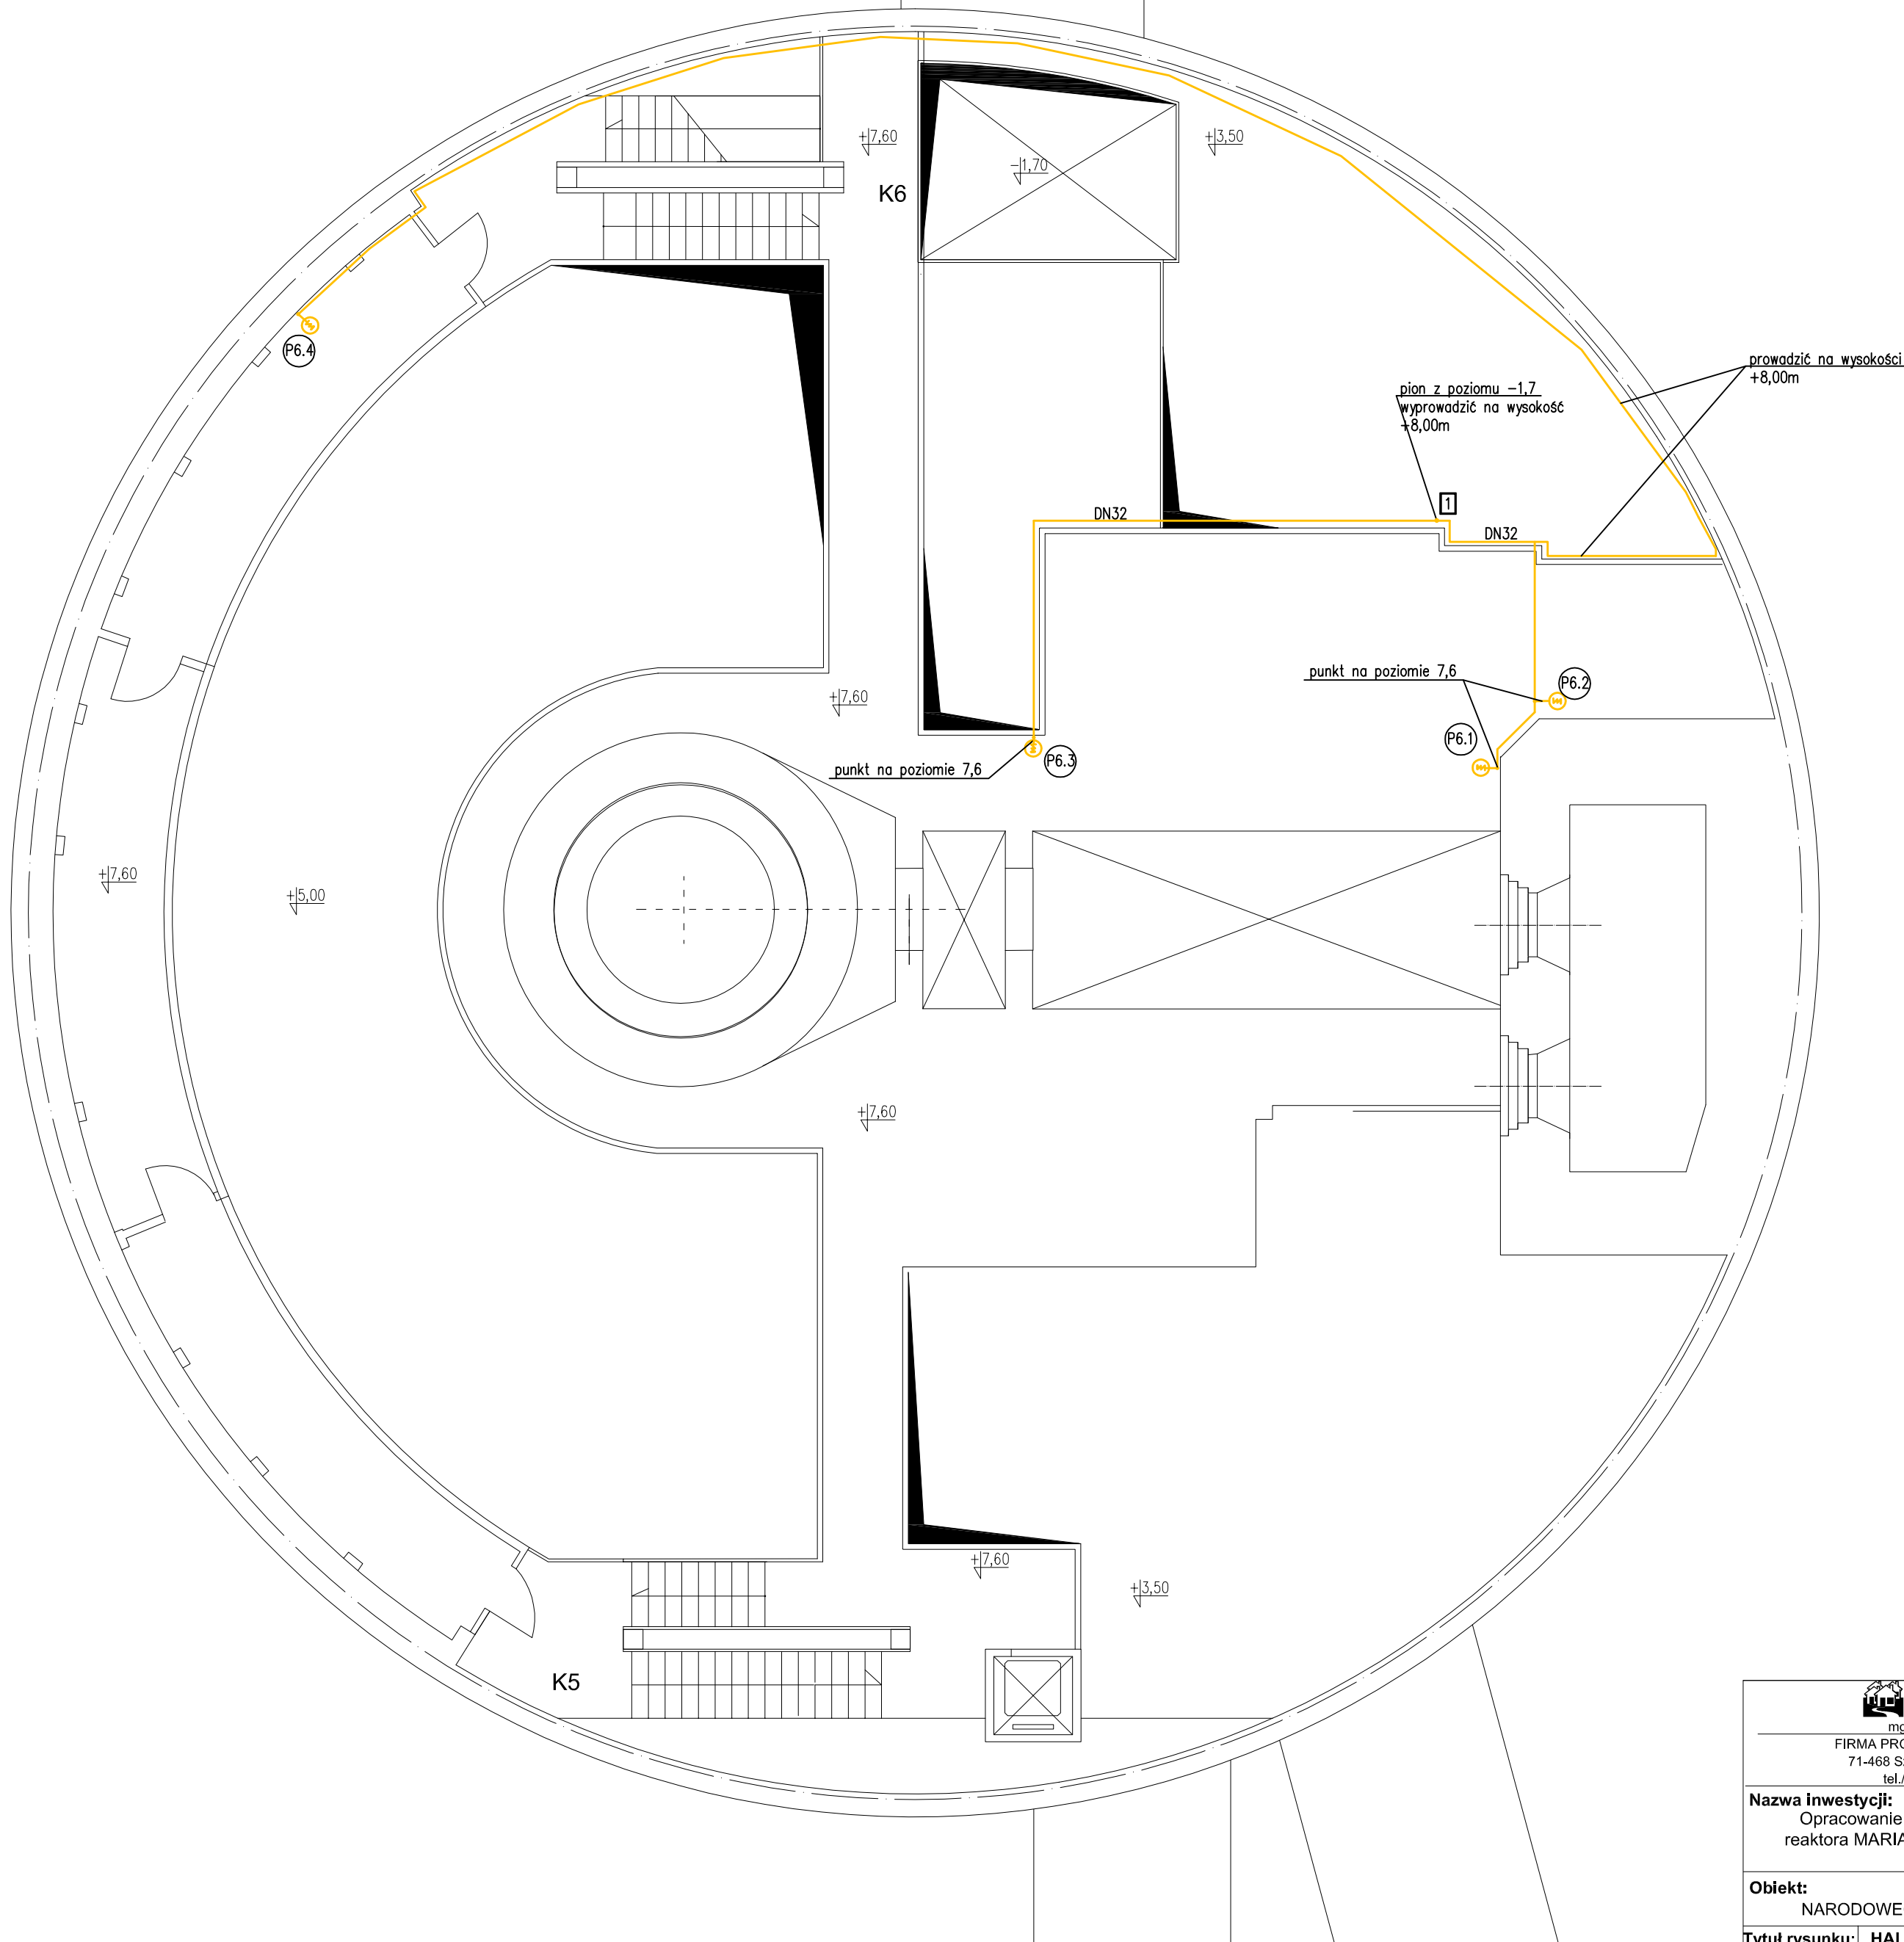 +7,60
+3,50
-1,70
K6
P6.4
prowadzić na wysokości
+8,00m
pion z poziomu -1,7
wyprowadzić na wysokość
+8,00m
1
DN32
DN32
punkt na poziomie 7,6
P6.2
+7,60
P6.1
P6.3
punkt na poziomie 7,6
+7,60
+5,00
+7,60
+7,60
+3,50
K5
FIRMA
71-468
tel./
Nazwa inwestycji:
Opracowanie
reaktora MARIA
Obiekt:
NARODOWE
Tytuł rysunku: